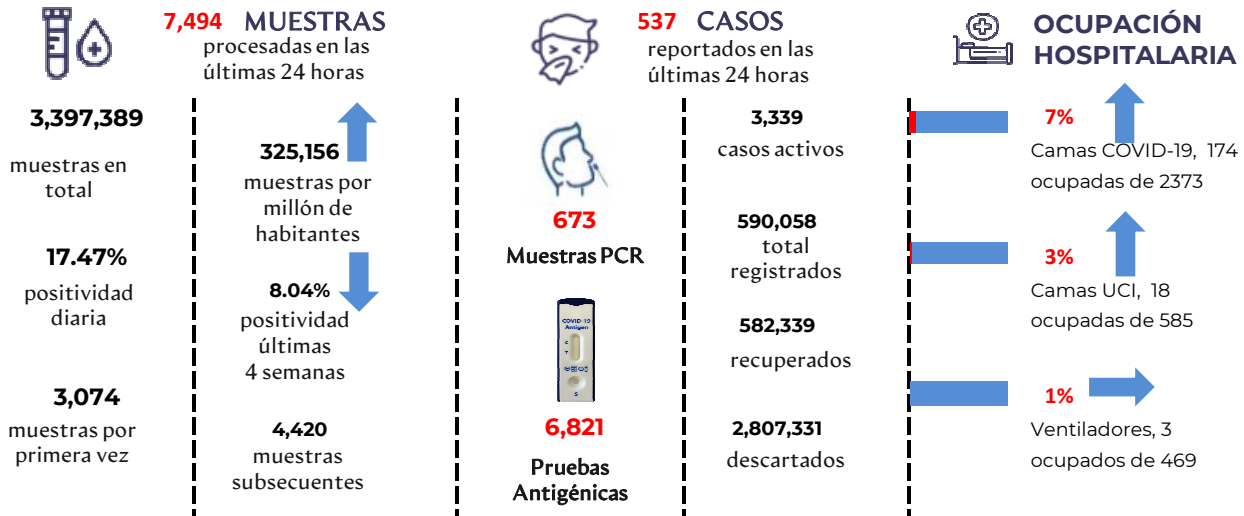 7,494 MUESTRAS
procesadas en las
últimas 24 horas
3,397,389
muestras en
total
17.47%
positividad
diaria
3,074
muestras por
primera vez
325,156
muestras por
millón de
habitantes
8.04%
positividad
últimas
4 semanas
4,420
muestras
subsecuentes
537 CASOS
reportados en las
últimas 24 horas
673
Muestras PCR
COVID-19
Antigen
C
T
S
6,821
Pruebas
Antigénicas
3,339
casos activos
590,058
total
registrados
582,339
recuperados
2,807,331
descartados
OCUPACIÓN
HOSPITALARIA
7%
Camas COVID-19, 174
ocupadas de 2373
3%
Camas UCI, 18
ocupadas de 585
1%
Ventiladores, 3
ocupados de 469